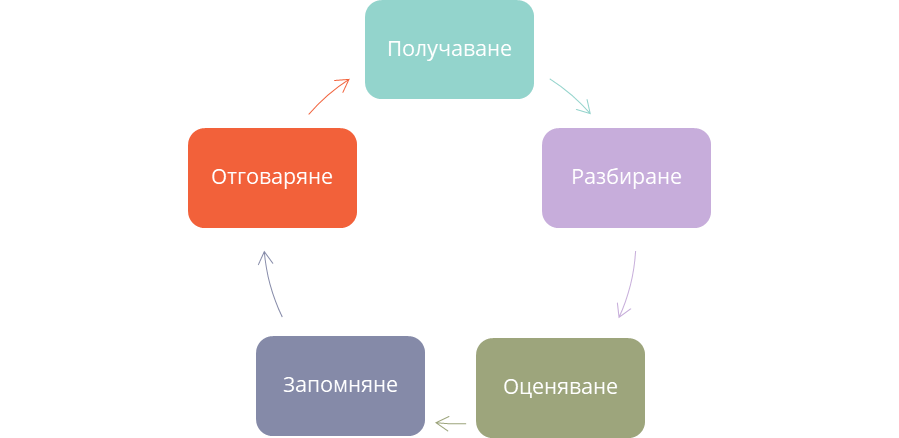 Получаване
Разбиране
Оценяване
Запомняне
Отговаряне